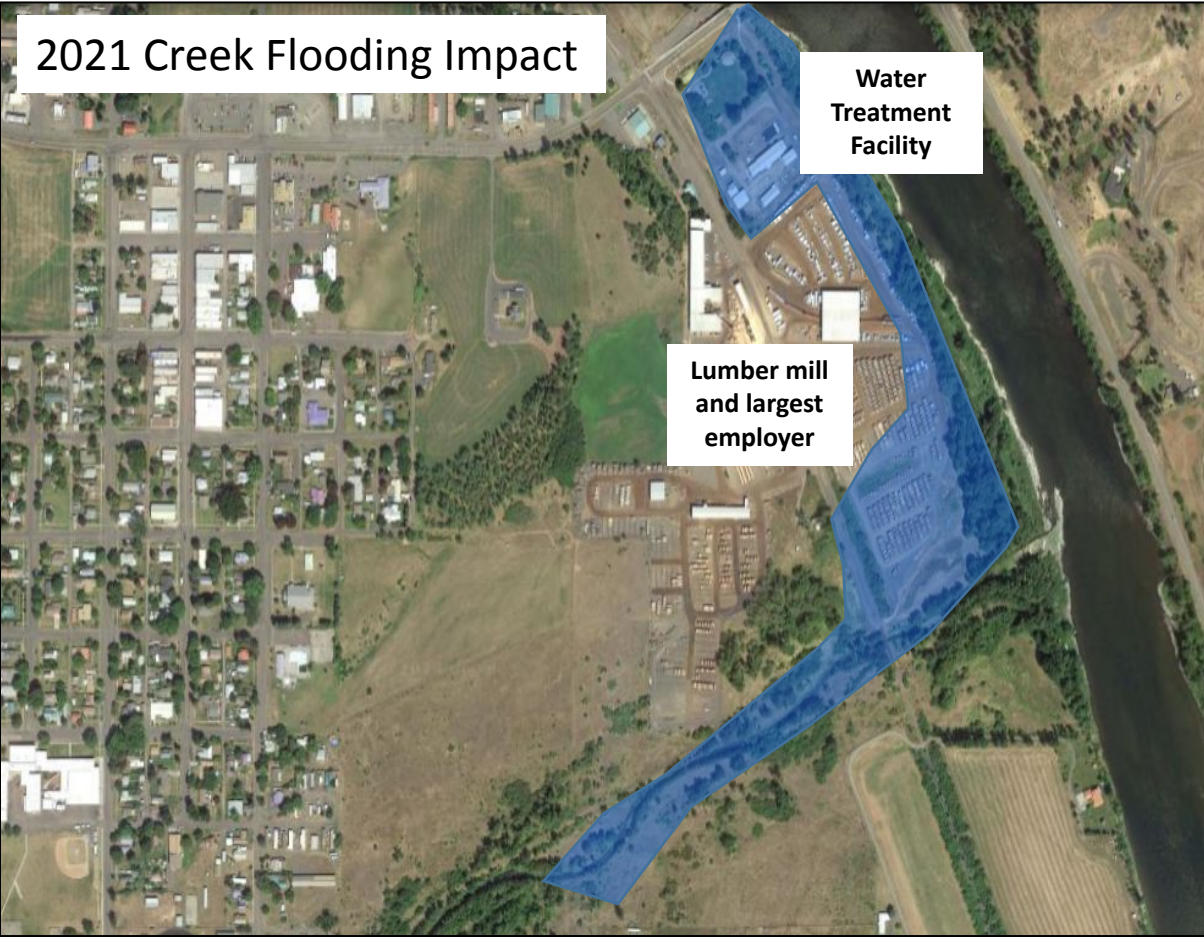 2021 Creek Flooding Impact
Water
Treatment
Facility
Lumber mill
and largest
employer